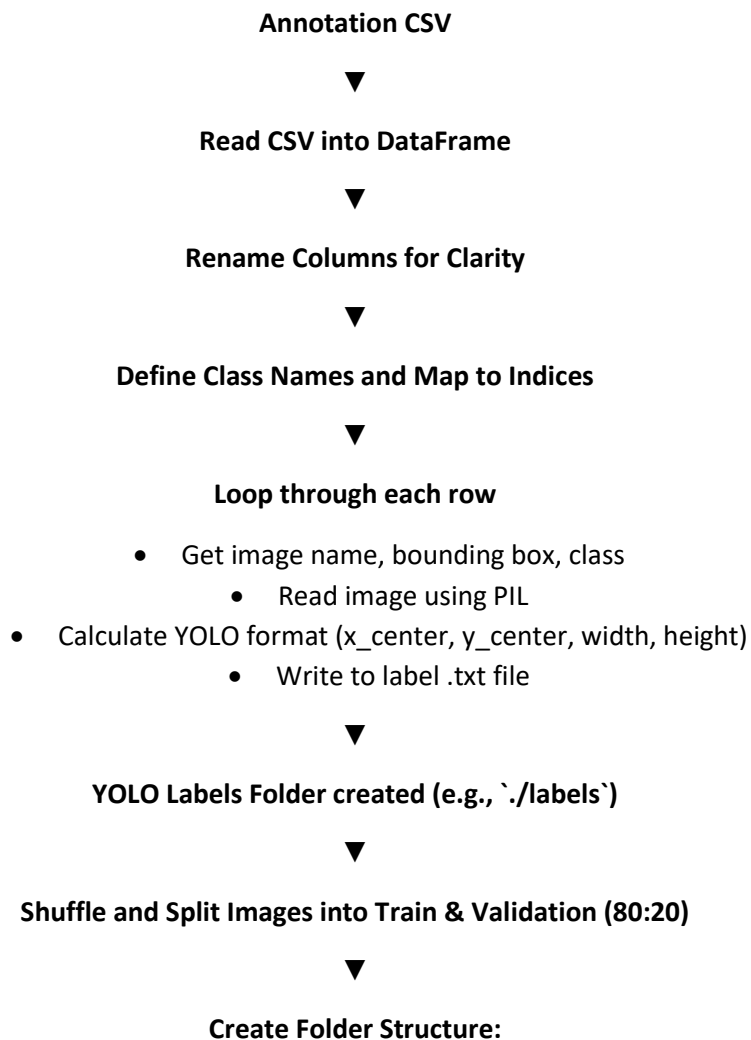 Annotation CSV
▼
Read CSV into DataFrame
▼
Rename Columns for Clarity
▼
Define Class Names and Map to Indices
▼
Loop through each row
• Get image name, bounding box, class
• Read image using PIL
• Calculate YOLO format (x_center, y_center, width, height)
• Write to label .txt file
▼
YOLO Labels Folder created (e.g., `./labels`)
▼
Shuffle and Split Images into Train & Validation (80:20)
▼
Create Folder Structure: